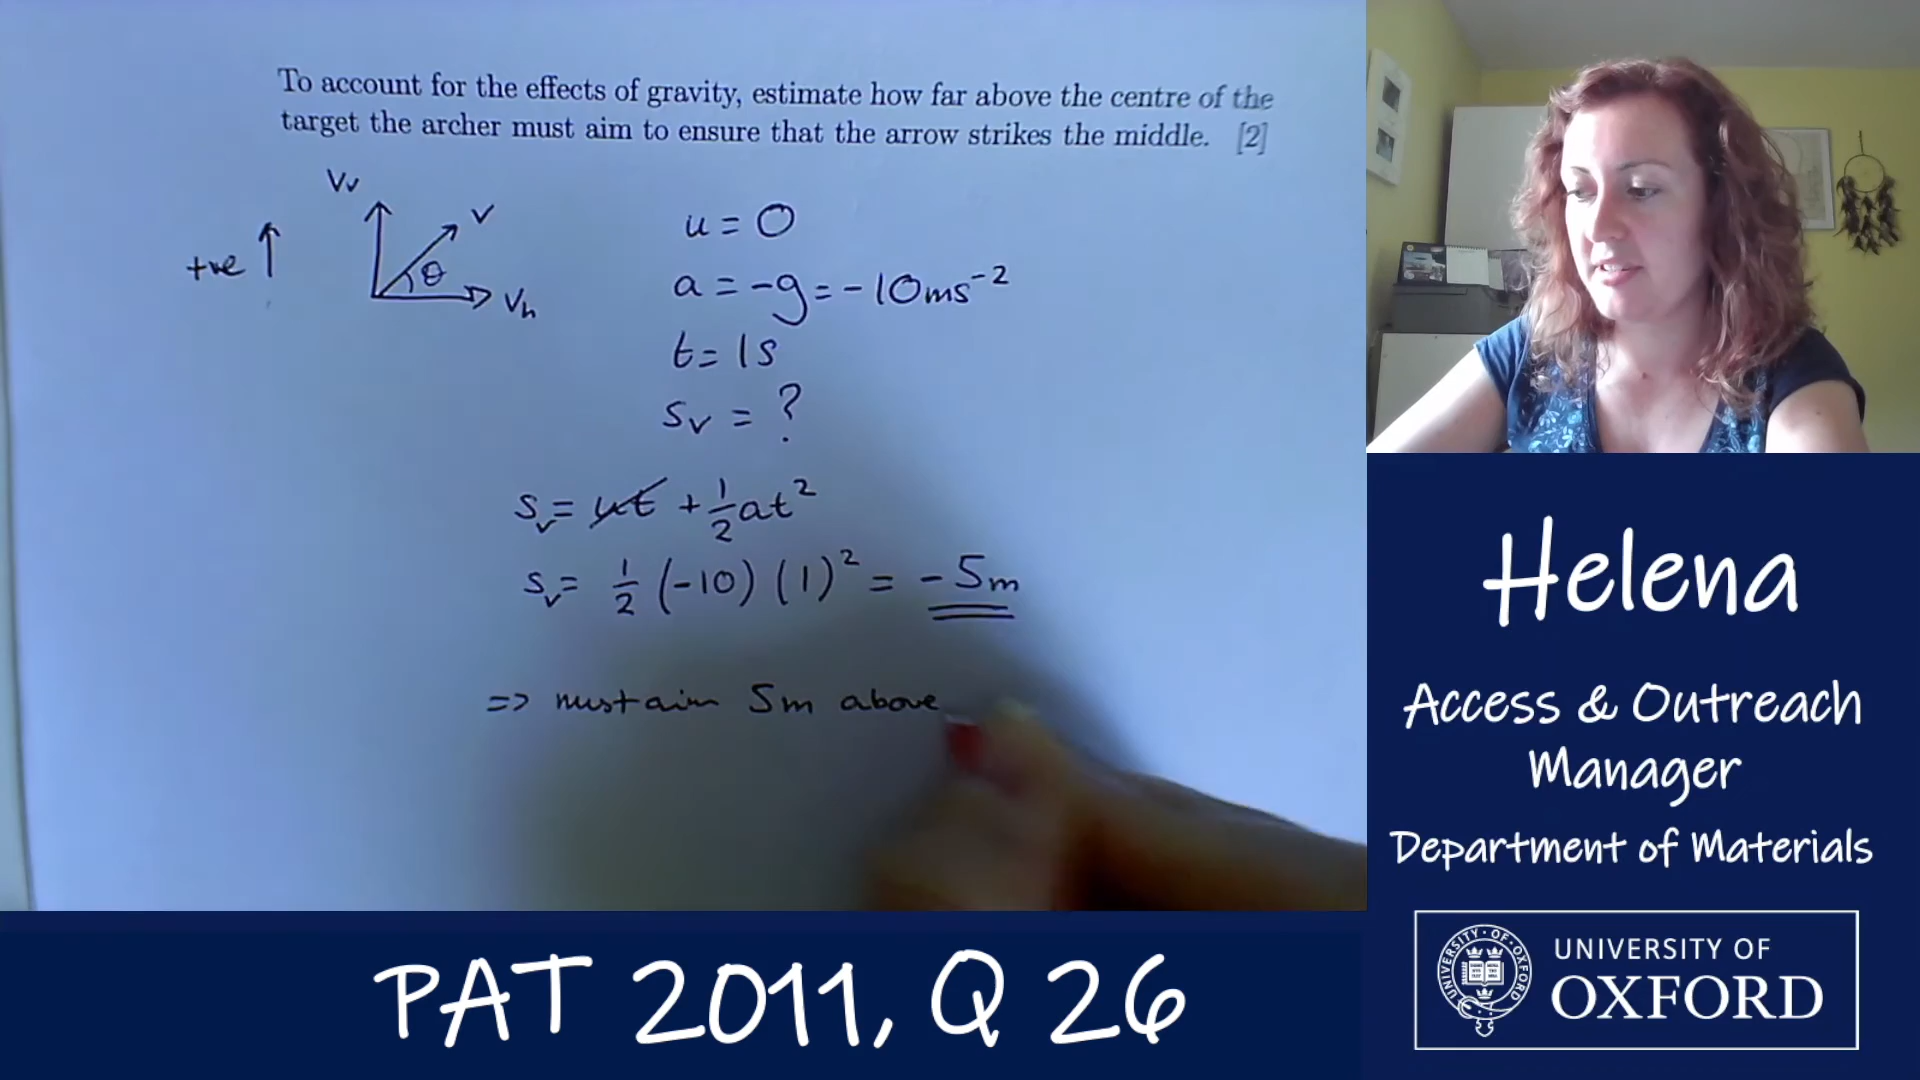 To account for the effects of gravity, estimate how far above the centre of the
target the archer must aim to ensure that the arrow strikes the middle. [2]
Vv
+ve
v
θ
Vh
u = 0
a = -g = -10ms⁻²
t = 1s
Sv = ?
Sv = ut + ½at²
Sv = ½ (-10) (1)² = -5m
=> must aim 5m above
Helena
Access & Outreach
Manager
Department of Materials
UNIVERSITY OF
OXFORD
PAT 2011, Q 26